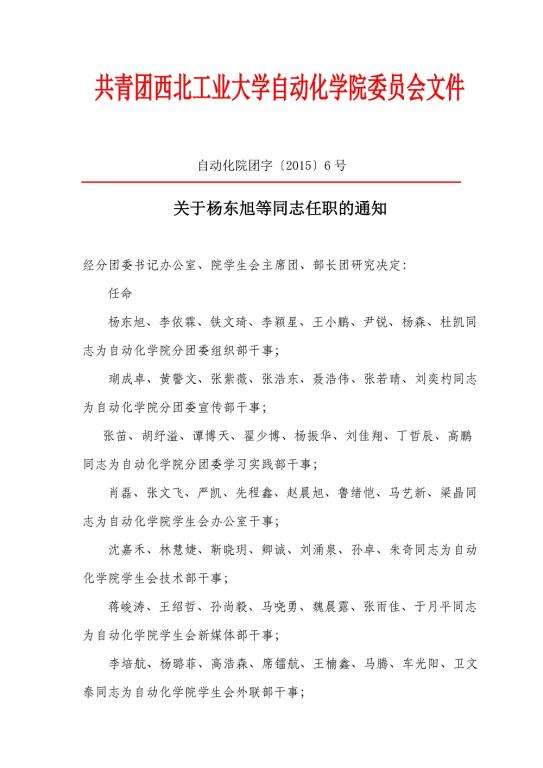 共青团西北工业大学自动化学院委员会文件
自动化院团字〔2015〕6 号
关于杨东旭等同志任职的通知
经分团委书记办公室、院学生会主席团、部长团研究决定：
任命
杨东旭、李依霖、铁文琦、李颖星、王小鹏、尹锐、杨森、杜凯同
志为自动化学院分团委组织部干事；
瑚成卓、黄警文、张紫薇、张浩东、聂浩伟、张若晴、刘奕杓同志
为自动化学院分团委宣传部干事；
张苗、胡纾溢、谭博天、翟少博、杨振华、刘佳翔、丁哲辰、高鹏
同志为自动化学院分团委学习实践部干事；
肖磊、张文飞、严凯、先程鑫、赵晨旭、鲁绪恺、马艺新、梁晶同
志为自动化学院学生会办公室干事；
沈嘉禾、林慧婕、靳晓玥、卿诚、刘涌泉、孙卓、朱奇同志为自动
化学院学生会技术部干事；
蒋峻涛、王绍哲、孙尚毅、马晓勇、魏晨露、张雨佳、于月平同志
为自动化学院学生会新媒体部干事；
李培航、杨璐菲、高浩森、席镭航、王楠鑫、马腾、车光阳、卫文
泰同志为自动化学院学生会外联部干事；